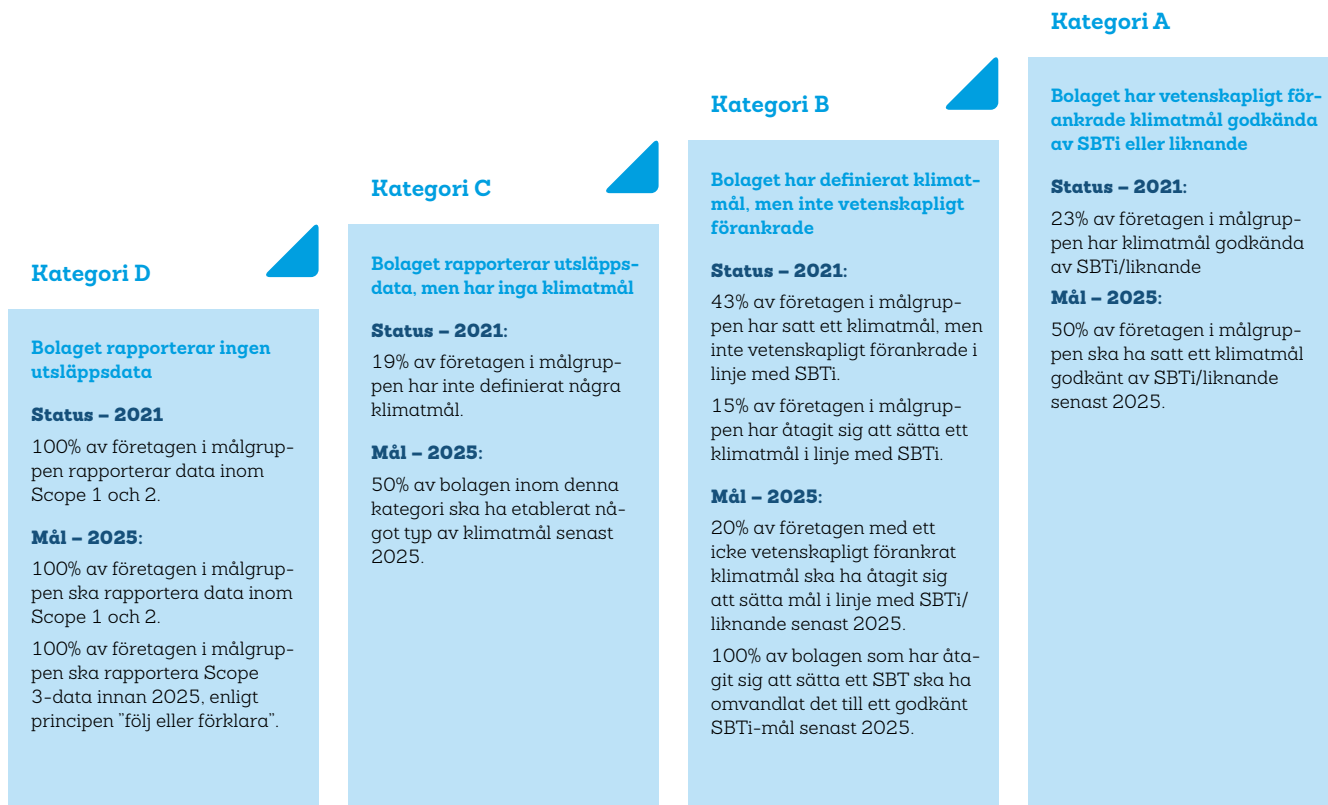 Kategori D
Bolaget rapporterar ingen
utsläppsdata
Status – 2021
100% av företagen i målgrup-
pen rapporterar data inom
Scope 1 och 2.
Mål – 2025:
100% av företagen i målgrup-
pen ska rapportera data inom
Scope 1 och 2.
100% av företagen i målgrup-
pen ska rapportera Scope
3-data innan 2025, enligt
principen ”följ eller förklara”.
Kategori C
Bolaget rapporterar utsläpps-
data, men har inga klimatmål
Status – 2021:
19% av företagen i målgrup-
pen har inte definierat några
klimatmål.
Mål – 2025:
50% av bolagen inom denna
kategori ska ha etablerat nå-
got typ av klimatmål senast
2025.
Kategori B
Bolaget har definierat klimat-
mål, men inte vetenskapligt
förankrade
Status – 2021:
43% av företagen i målgrup-
pen har satt ett klimatmål, men
inte vetenskapligt förankrade i
linje med SBTi.
15% av företagen i målgrup-
pen har åtagit sig att sätta ett
klimatmål i linje med SBTi.
Mål – 2025:
20% av företagen med ett
icke vetenskapligt förankrat
klimatmål ska ha åtagit sig
att sätta mål i linje med SBTi/
liknande senast 2025.
100% av bolagen som har åta-
git sig att sätta ett SBT ska ha
omvandlat det till ett godkänt
SBTi-mål senast 2025.
Kategori A
Bolaget har vetenskapligt för-
ankrade klimatmål godkända
av SBTi eller liknande
Status – 2021:
23% av företagen i målgrup-
pen har klimatmål godkända
av SBTi/liknande
Mål – 2025:
50% av företagen i målgrup-
pen ska ha satt ett klimatmål
godkänt av SBTi/liknande
senast 2025.